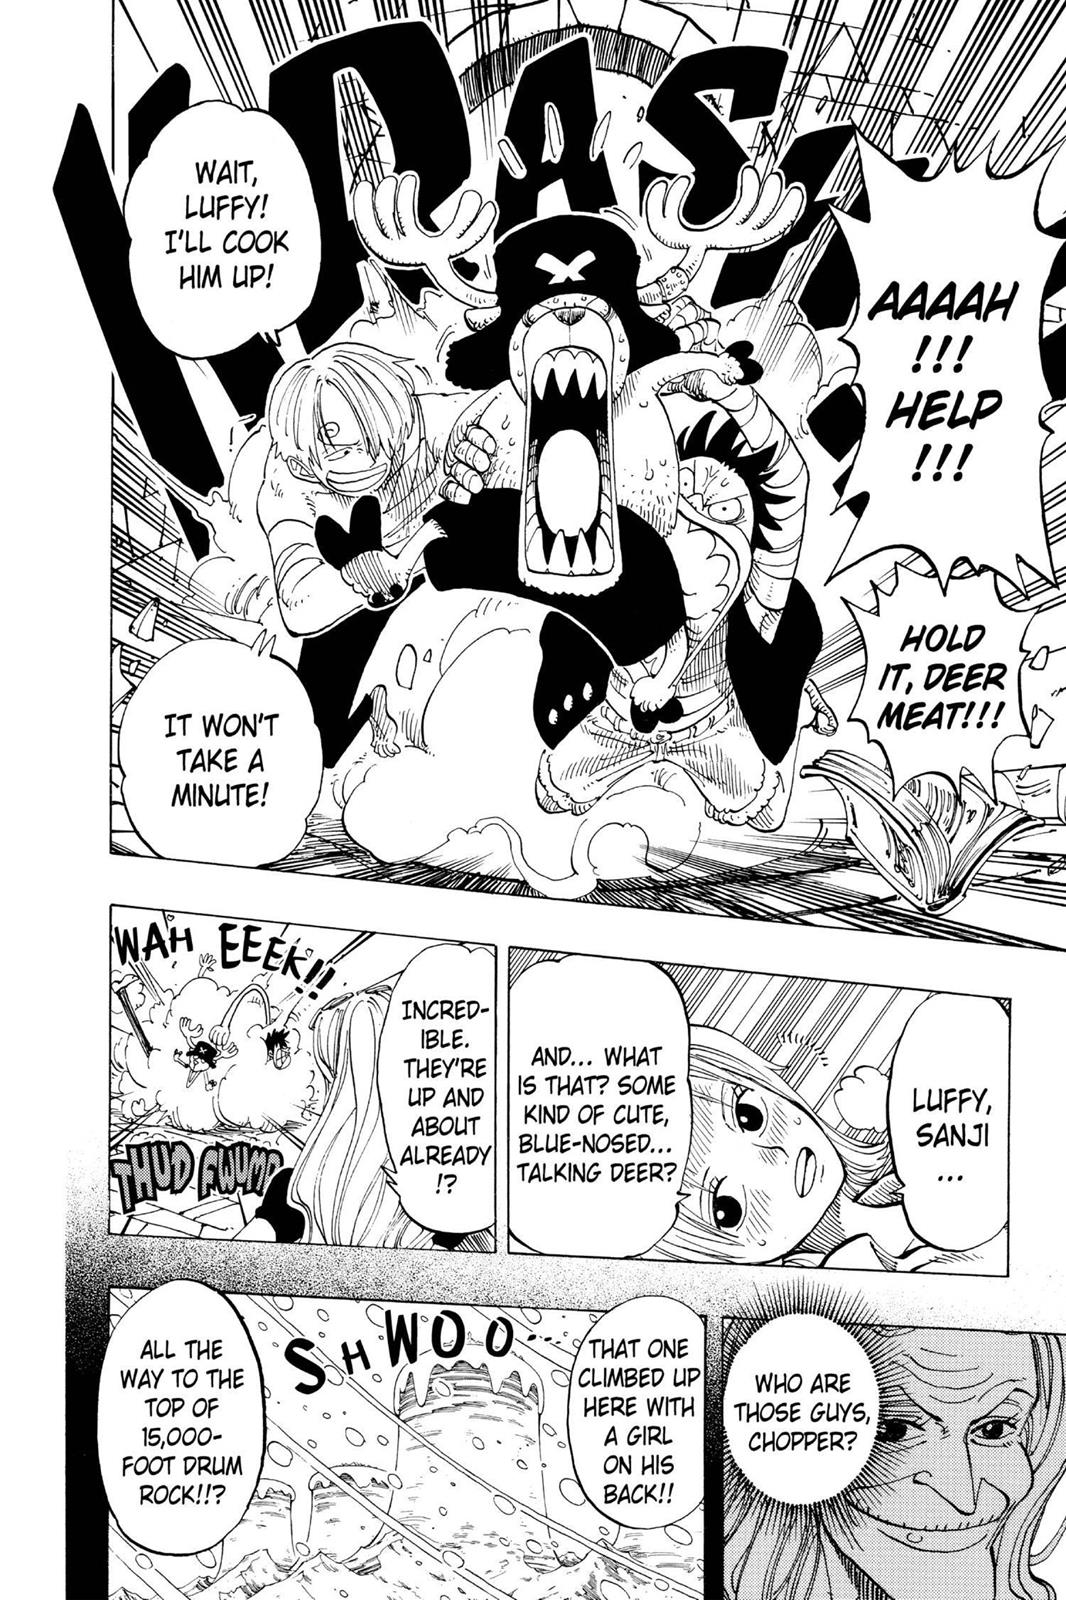 AAAAH
!!!
HELP
!!!
HOLD
IT, DEER
MEAT!!!
WAIT,
LUFFY!
I'LL COOK
HIM UP!
IT WON'T
TAKE A
MINUTE!
LUFFY,
SANJI
...
AND... WHAT
IS THAT? SOME
KIND OF CUTE,
BLUE-NOSED...
TALKING DEER?
INCRED-
IBLE.
THEY'RE
UP AND
ABOUT
ALREADY
!?
WAH EEEK!!
THUD FWUMP
WHO ARE
THOSE GUYS,
CHOPPER?
THAT ONE
CLIMBED UP
HERE WITH
A GIRL
ON HIS
BACK!!
SHWOO....
ALL THE
WAY TO THE
TOP OF
15,000-
FOOT DRUM
ROCK!!?